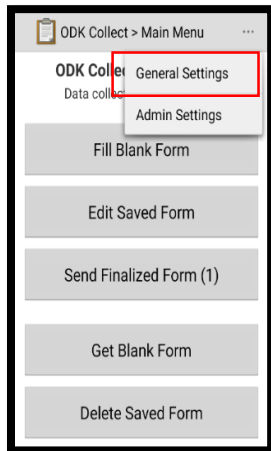 ODK Collect > Main Menu
General Settings
ODK Colle
Data collec
Admin Settings
Fill Blank Form
Edit Saved Form
Send Finalized Form (1)
Get Blank Form
Delete Saved Form